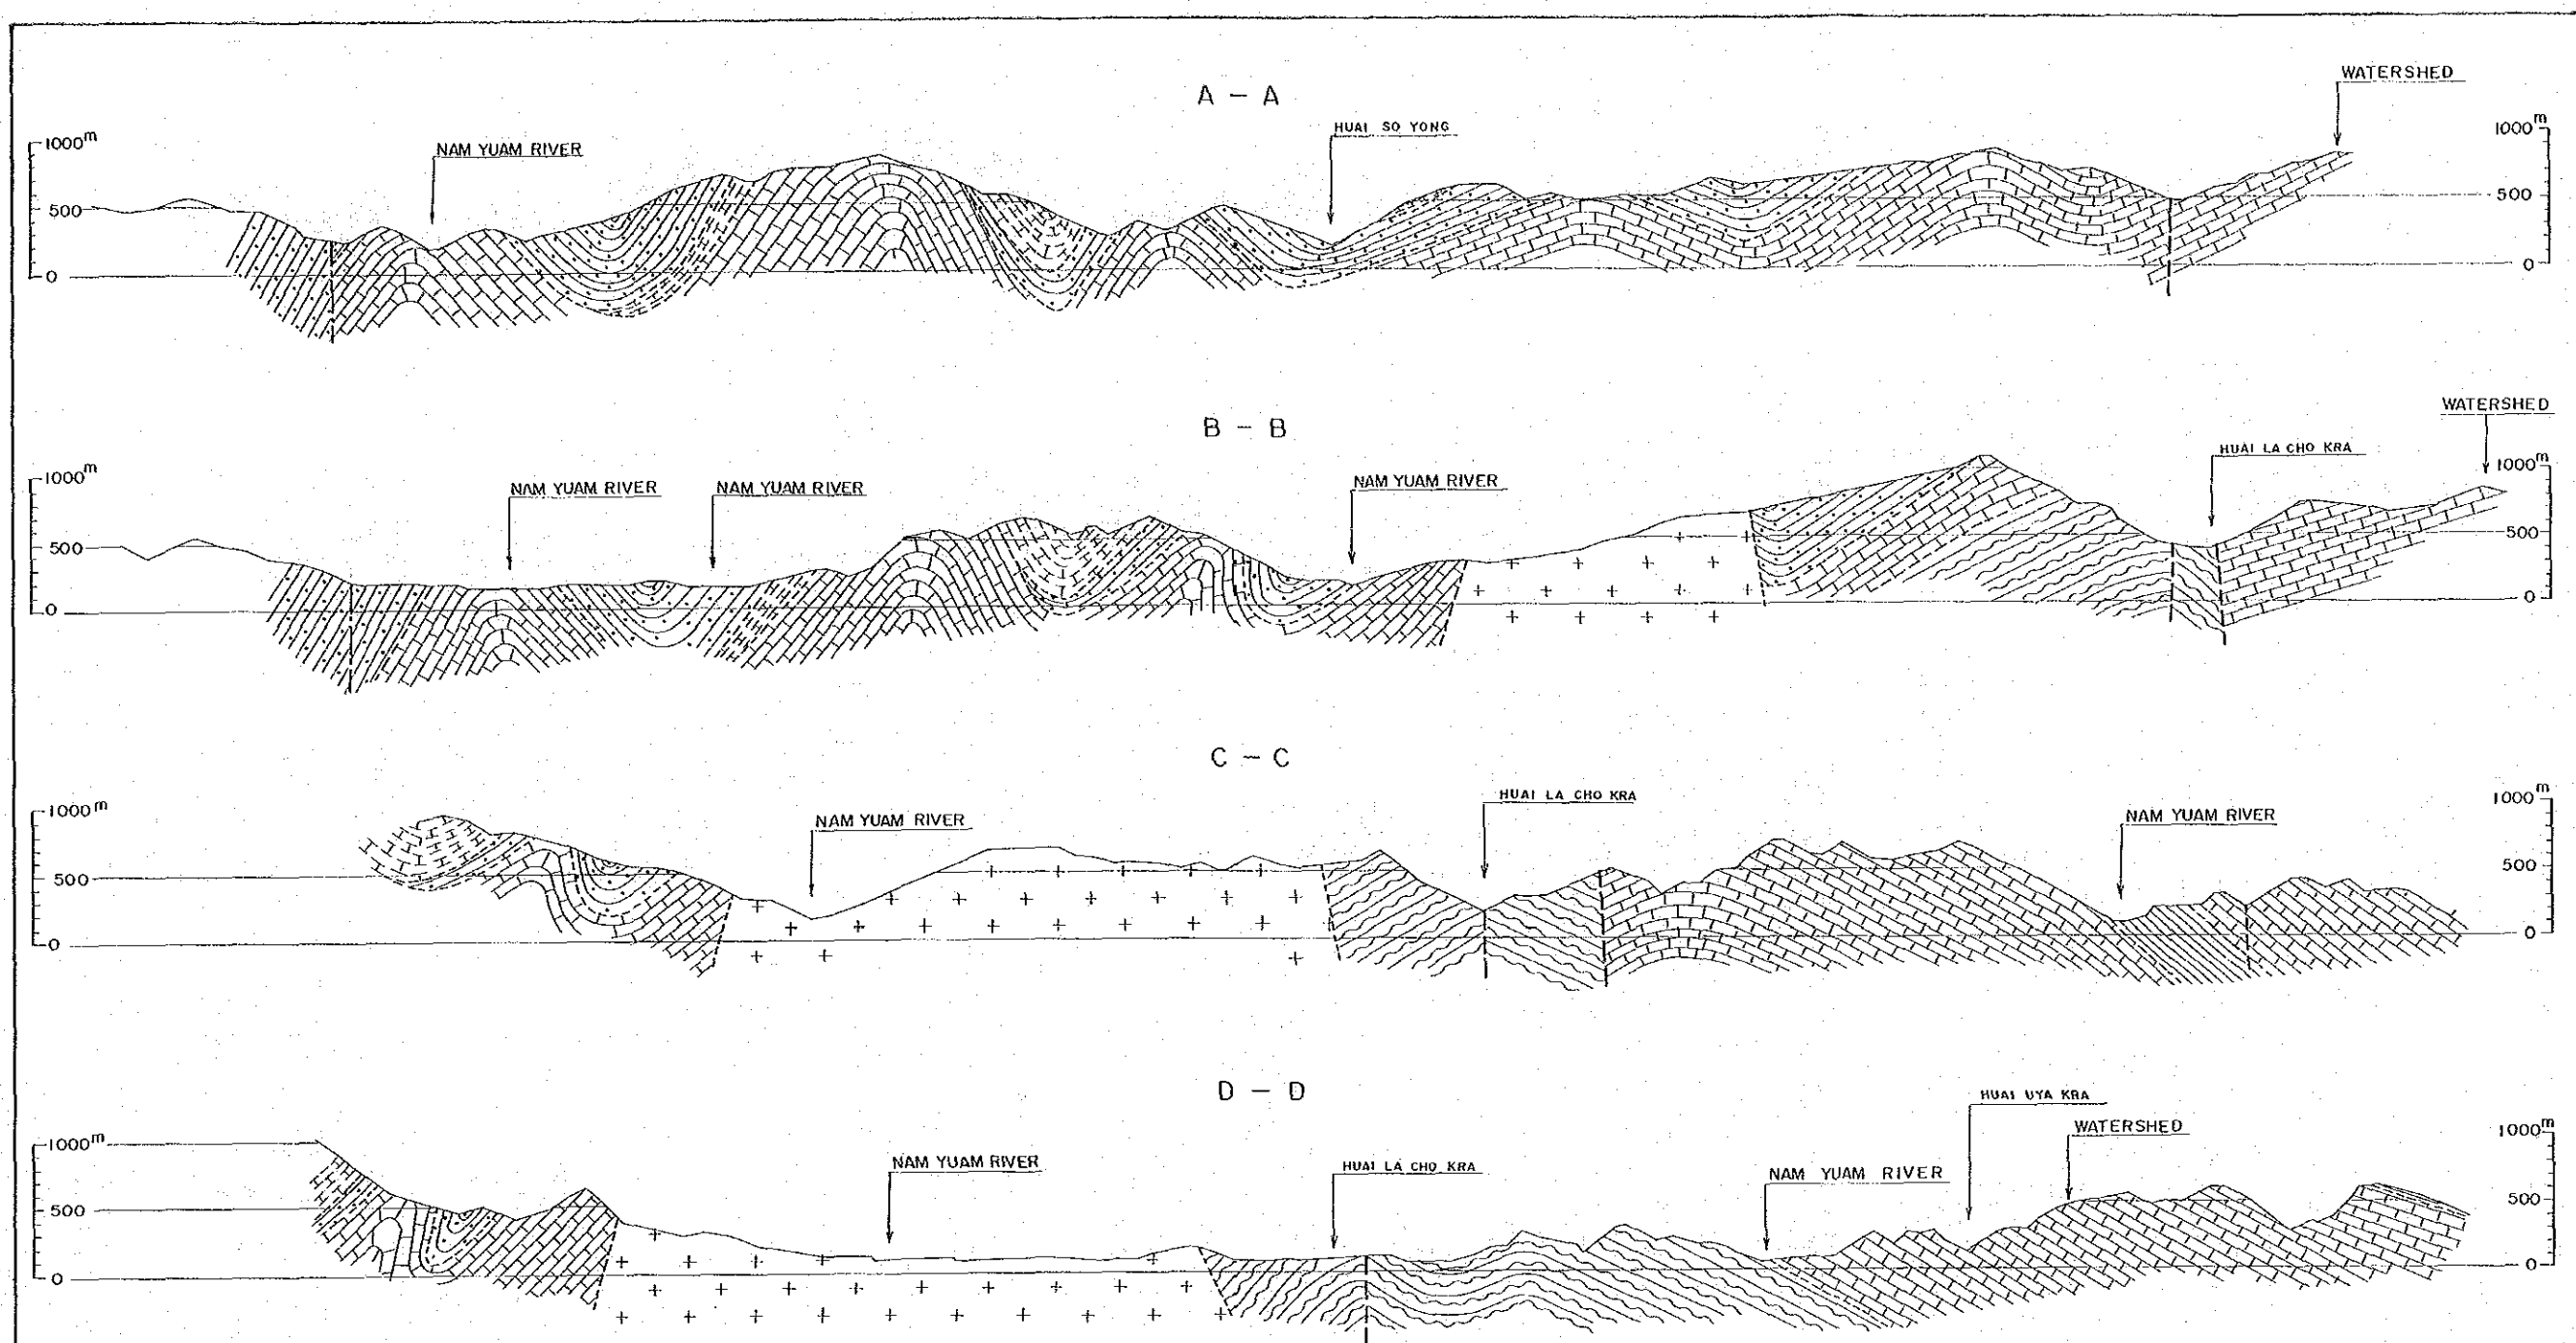 A – A
WATERSHED
HUAI SO YONG
NAM YUAM RIVER
1000m
500
0
1000m
500
0
B – B
WATERSHED
HUAI LA CHO KRA
NAM YUAM RIVER
NAM YUAM RIVER
NAM YUAM RIVER
1000m
500
0
1000m
500
0
C – C
HUAI LA CHO KRA
NAM YUAM RIVER
NAM YUAM RIVER
1000m
500
0
1000m
500
0
D – D
HUAI UYA KRA
WATERSHED
NAM YUAM RIVER
HUAI LA CHO KRA
NAM YUAM RIVER
1000m
500
0
1000m
500
0